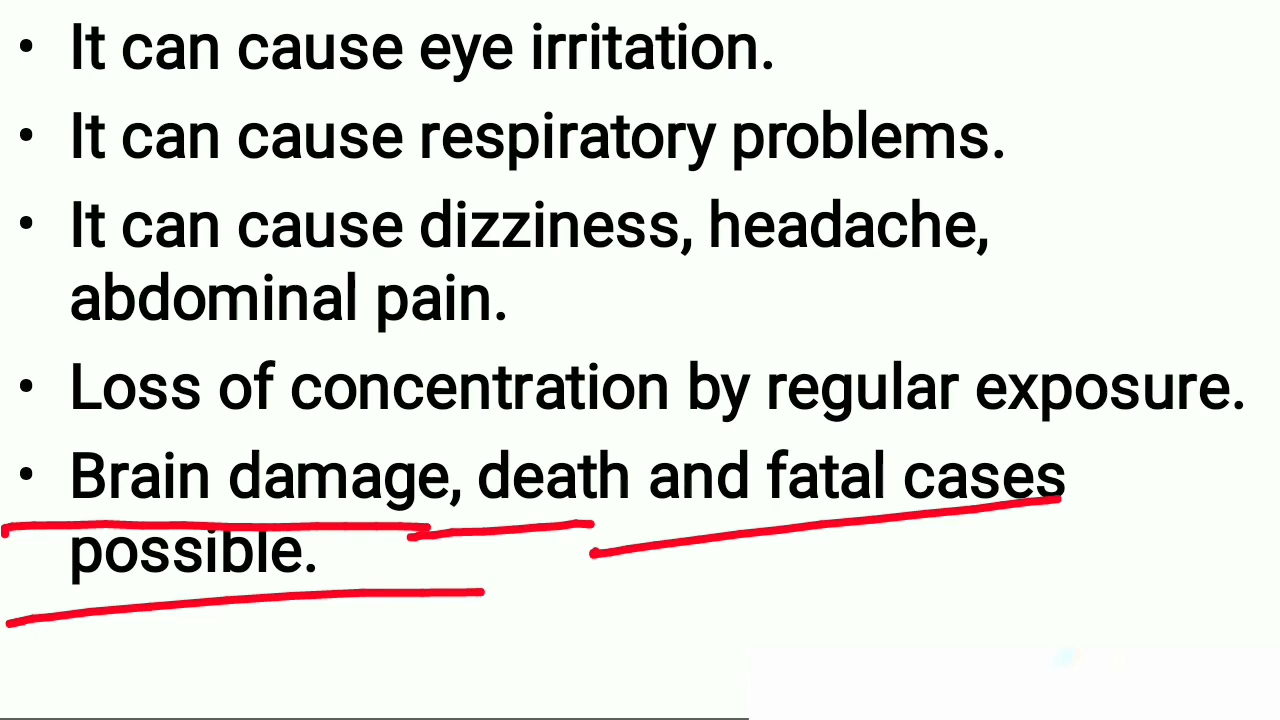 • It can cause eye irritation.
• It can cause respiratory problems.
• It can cause dizziness, headache,
abdominal pain.
• Loss of concentration by regular exposure.
• Brain damage, death and fatal cases
possible.